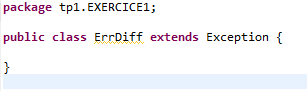 package tp1.EXERCICE1;
public class ErrDiff extends Exception {
}